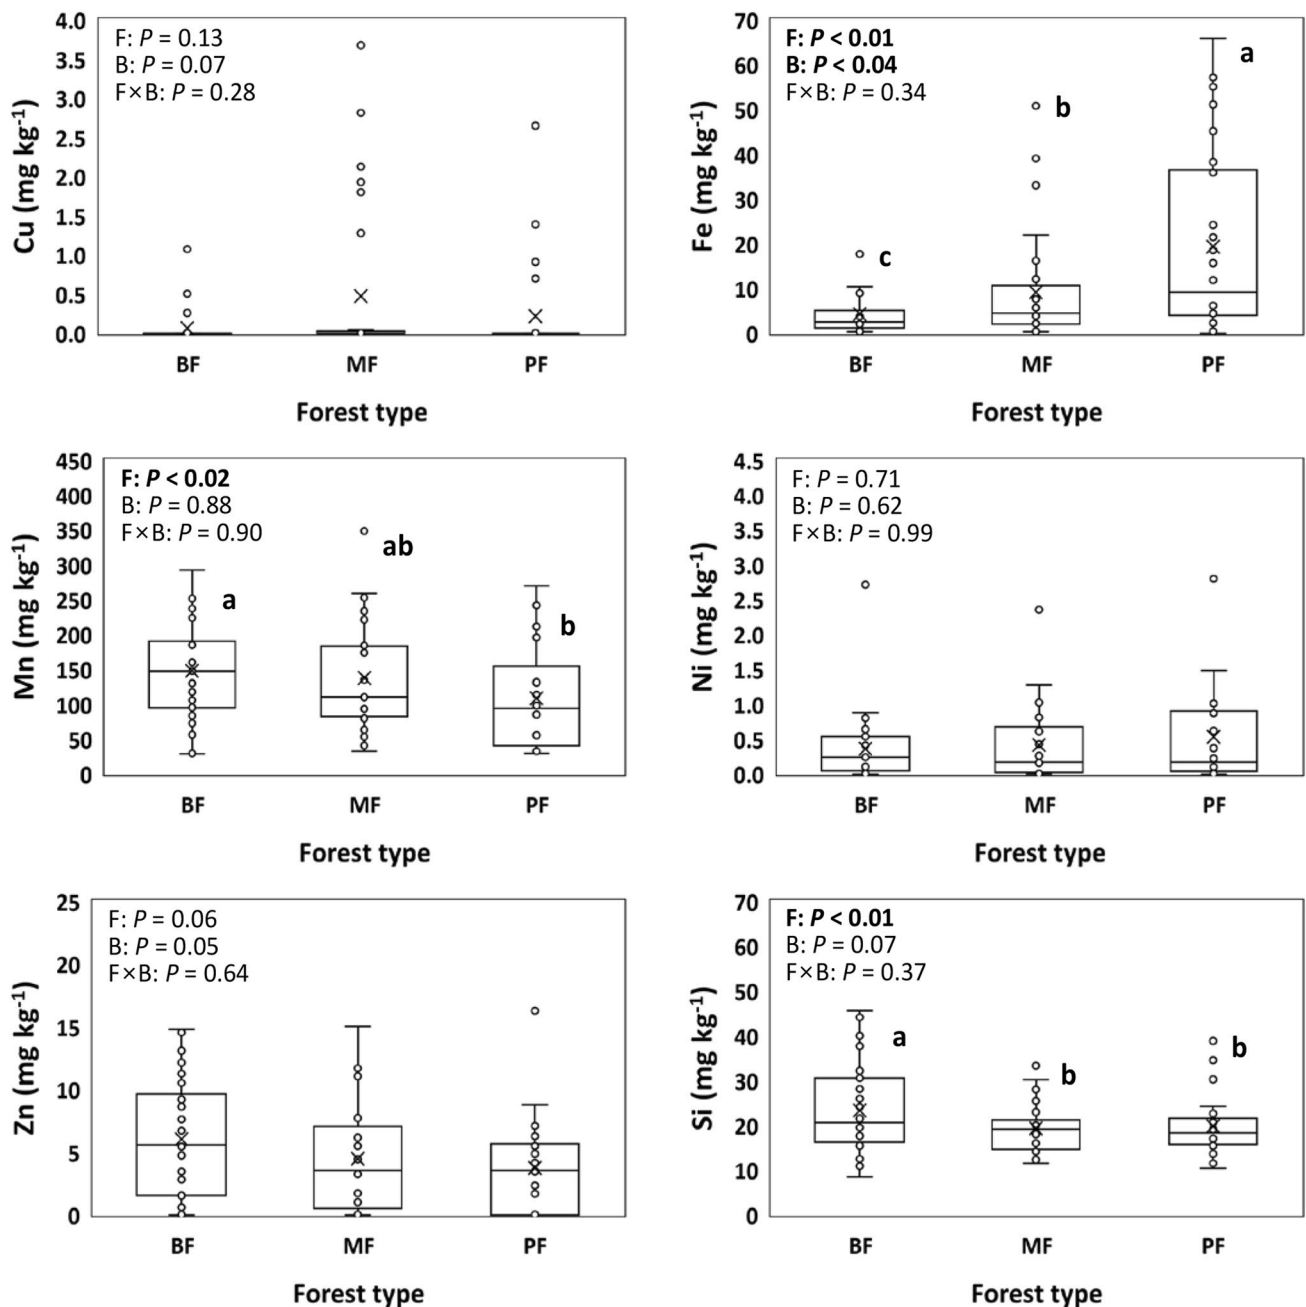 F: P = 0.13
B: P = 0.07
F×B: P = 0.28
Cu (mg kg-1)
4.0
3.5
3.0
2.5
2.0
1.5
1.0
0.5
0.0
BF MF PF
Forest type
F: P < 0.01
B: P < 0.04
F×B: P = 0.34
Fe (mg kg-1)
70
60
50
40
30
20
10
0
c
b
a
BF MF PF
Forest type
F: P < 0.02
B: P = 0.88
F×B: P = 0.90
Mn (mg kg-1)
450
400
350
300
250
200
150
100
50
0
a
ab
b
BF MF PF
Forest type
F: P = 0.71
B: P = 0.62
F×B: P = 0.99
Ni (mg kg-1)
4.5
4.0
3.5
3.0
2.5
2.0
1.5
1.0
0.5
0.0
BF MF PF
Forest type
F: P = 0.06
B: P = 0.05
F×B: P = 0.64
Zn (mg kg-1)
25
20
15
10
5
0
BF MF PF
Forest type
F: P < 0.01
B: P = 0.07
F×B: P = 0.37
Si (mg kg-1)
70
60
50
40
30
20
10
0
a
b
b
BF MF PF
Forest type